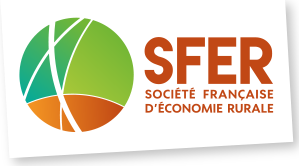 SFER
SOCIÉTÉ FRANÇAISE
D'ÉCONOMIE RURALE